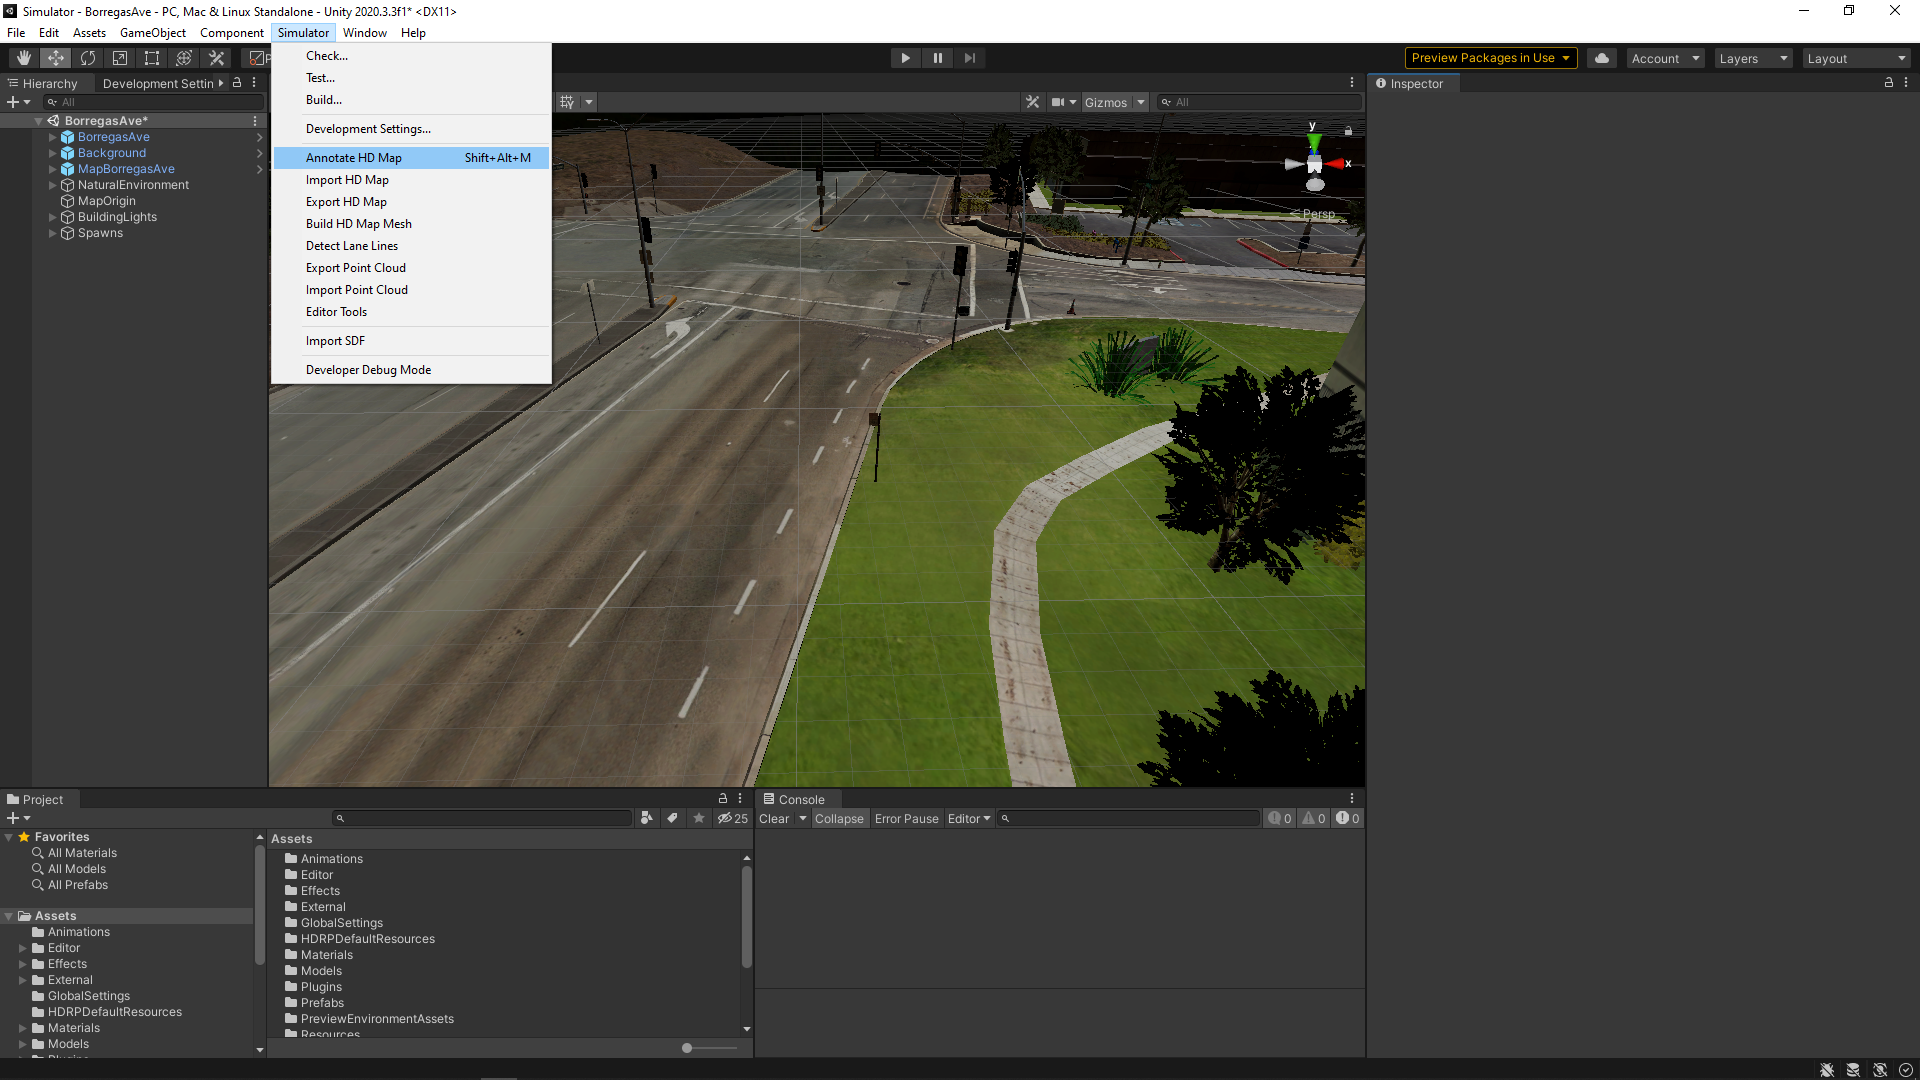 Simulator - BorregasAve - PC, Mac & Linux Standalone - Unity 2020.3.3f1* <DX11>
File Edit Assets GameObject Component Simulator Window Help
Preview Packages in Use Account Layers Layout
Hierarchy Development Settin
All
BorregasAve*
BorregasAve
Background
MapBorregasAve
NaturalEnvironment
MapOrigin
BuildingLights
Spawns
Check...
Test...
Build...
Development Settings...
Annotate HD Map Shift+Alt+M
Import HD Map
Export HD Map
Build HD Map Mesh
Detect Lane Lines
Export Point Cloud
Import Point Cloud
Editor Tools
Import SDF
Developer Debug Mode
Gizmos All
y
x
Persp
Inspector
Project
25
Favorites
All Materials
All Models
All Prefabs
Assets
Animations
Editor
Effects
External
GlobalSettings
HDRPDefaultResources
Materials
Models
Plugins
Assets
Animations
Editor
Effects
External
GlobalSettings
HDRPDefaultResources
Materials
Models
Plugins
Prefabs
PreviewEnvironmentAssets
Resources
Console
Clear Collapse Error Pause Editor 0 0 0